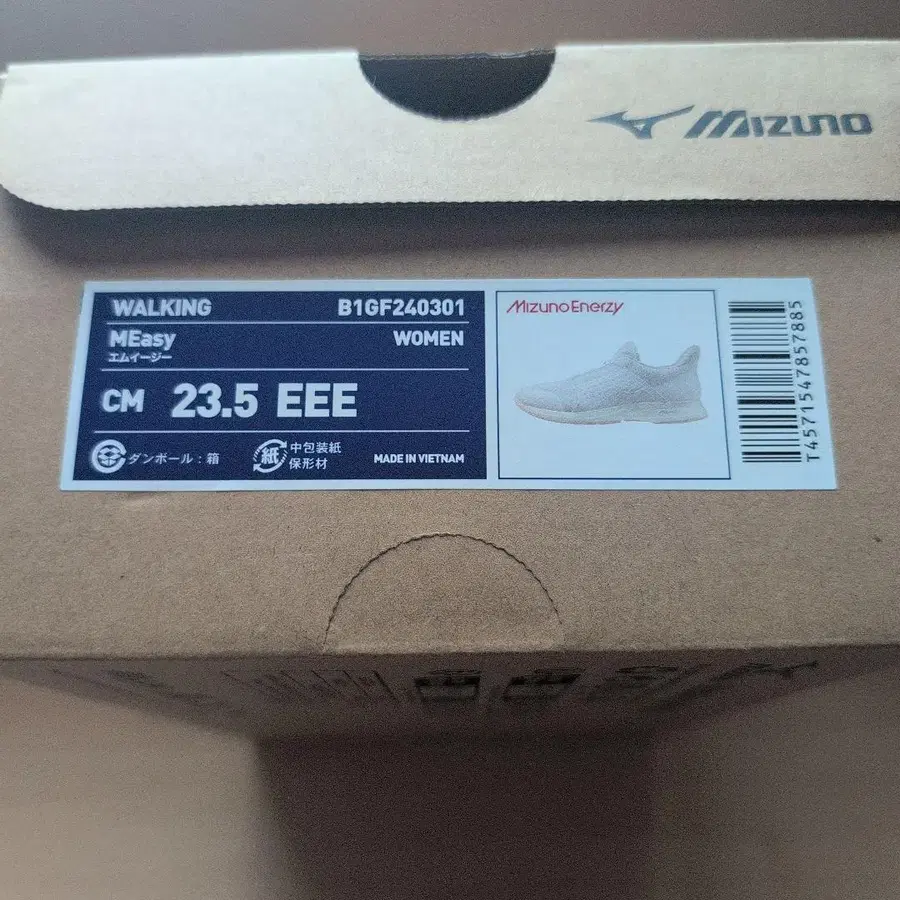 MIZUNO
WALKING B1GF240301
MEasy WOMEN
エムイージー
CM 23.5 EEE
ダンボール：箱
紙 中包装紙
保形材
MADE IN VIETNAM
MizunoEnerzy
T4571547857885